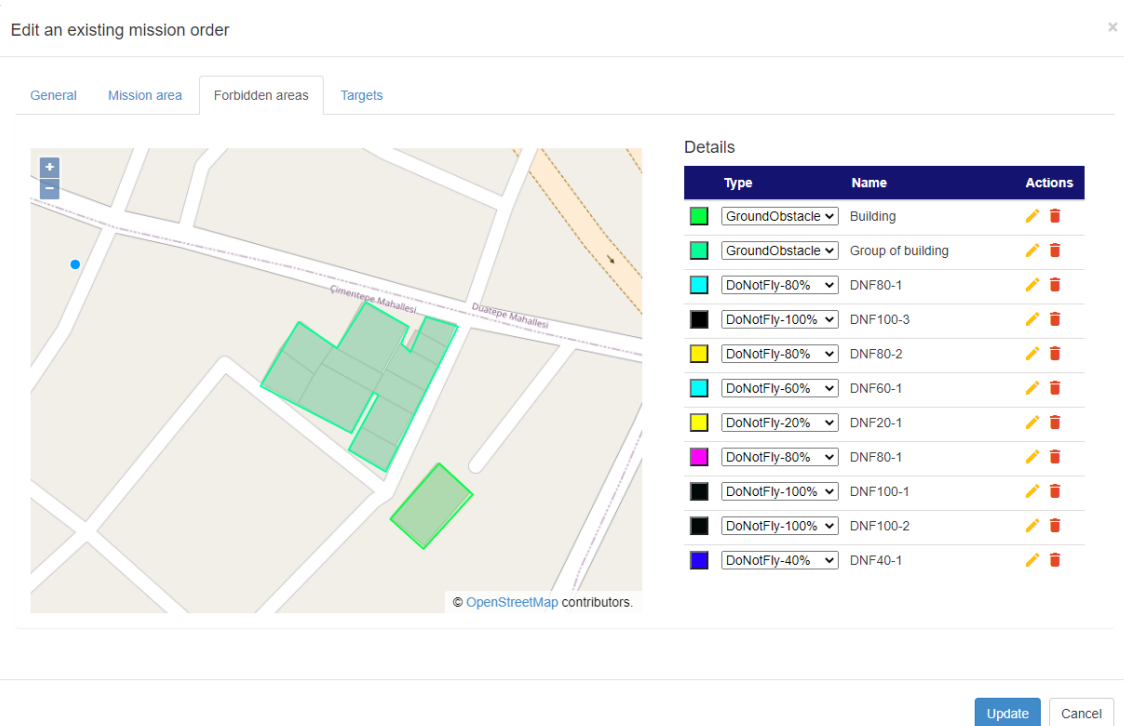 Edit an existing mission order ×
General Mission area Forbidden areas Targets
+
−
Çimentepe Mahallesi
Duatepe Mahallesi
© OpenStreetMap contributors.
Details
Type Name Actions
GroundObstacle Building
GroundObstacle Group of building
DoNotFly-80% DNF80-1
DoNotFly-100% DNF100-3
DoNotFly-80% DNF80-2
DoNotFly-60% DNF60-1
DoNotFly-20% DNF20-1
DoNotFly-80% DNF80-1
DoNotFly-100% DNF100-1
DoNotFly-100% DNF100-2
DoNotFly-40% DNF40-1
Update Cancel